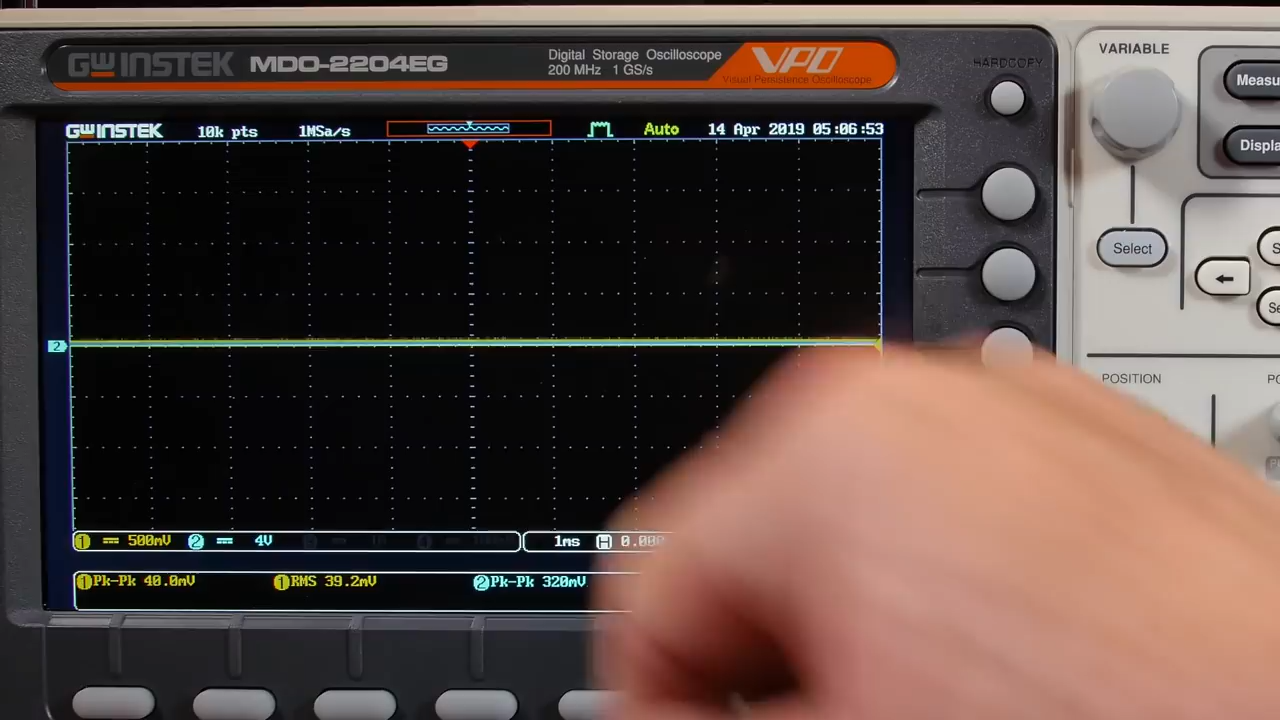 GW INSTEK MDO-2204EG
Digital Storage Oscilloscope
200 MHz 1 GS/s
VPO
Visual Persistence Oscilloscope
HARDCOPY
VARIABLE
Select
POSITION
GW INSTEK 10k pts 1MSa/s Auto 14 Apr 2019 05:06:53
2
1 500mV 2 4V 1ms H
1 Pk-Pk 40.0mV 1 RMS 39.2mV 2 Pk-Pk 320mV